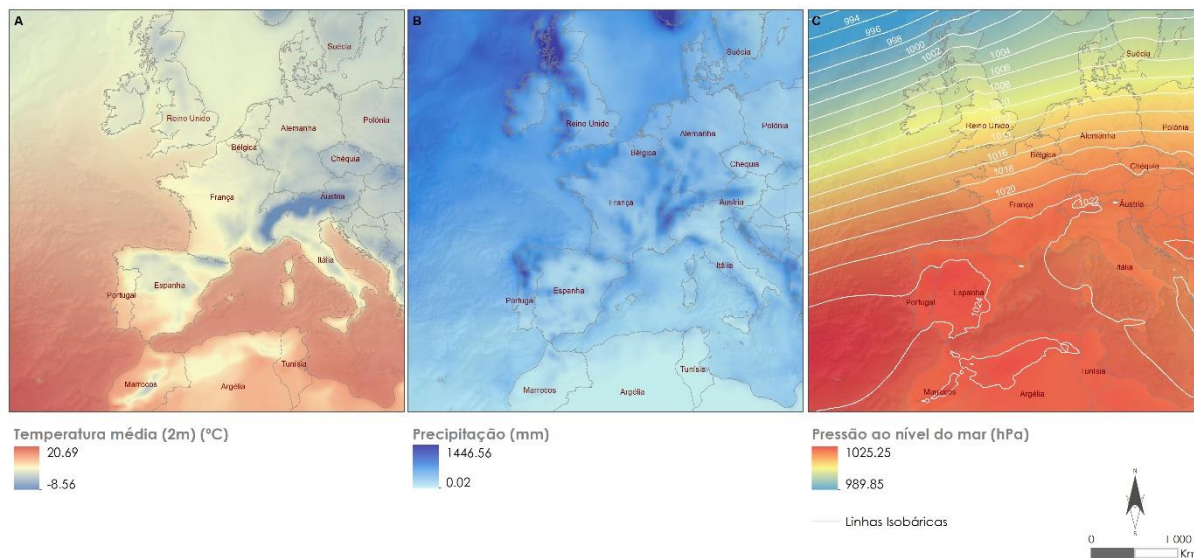 A
Suécia
Reino Unido
Polónia
Alemanha
Bélgica
Chéquia
Áustria
França
Itália
Espanha
Portugal
Tunísia
Marrocos
Argélia
Temperatura média (2m) (ºC)
20.69
-8.56
B
Suécia
Reino Unido
Polónia
Alemanha
Bélgica
Chéquia
Áustria
França
Itália
Espanha
Portugal
Tunísia
Marrocos
Argélia
Precipitação (mm)
1446.56
0.02
C
994
996
998
1000
1002
1004
1006
1008
Suécia
Reino Unido
Polónia
Alemanha
Bélgica
1016
1018
Chéquia
1020
1022
França
Áustria
Itália
Espanha
1024
Portugal
Tunísia
Marrocos
Argélia
Pressão ao nível do mar (hPa)
1025.25
989.85
Linhas Isobáricas
N
S
0
1 000
Km